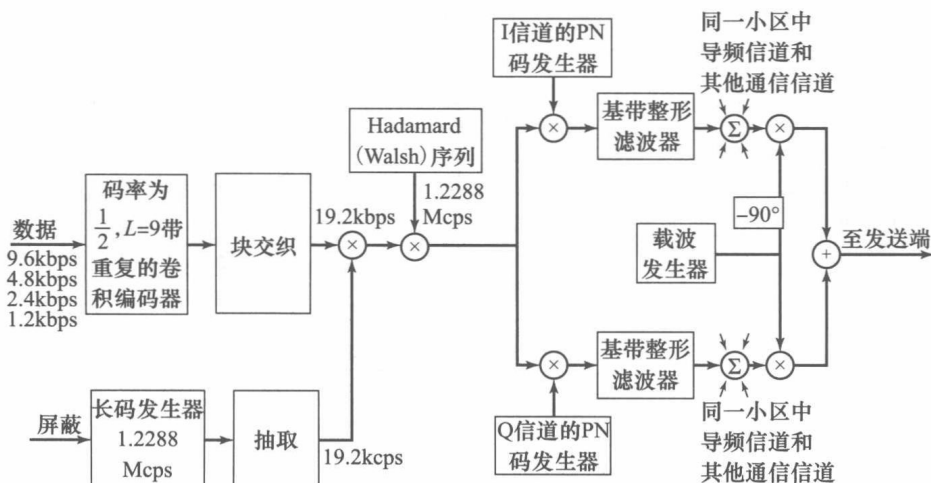 I信道的PN
码发生器
同一小区中
导频信道和
其他通信信道
Hadamard
(Walsh)序列
基带整形
滤波器
Σ
×
×
数据
9.6kbps
4.8kbps
2.4kbps
1.2kbps
码率为
1/2, L=9带
重复的卷
积编码器
块交织
19.2kbps
×
1.2288
Mcps
×
-90°
载波
发生器
+
至发送端
屏蔽
长码发生器
1.2288
Mcps
抽取
19.2kcps
×
基带整形
滤波器
Σ
×
Q信道的PN
码发生器
同一小区中
导频信道和
其他通信信道